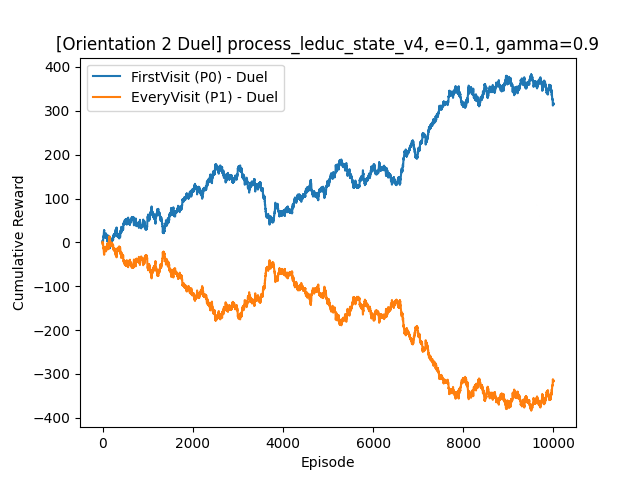 [Orientation 2 Duel] process_leduc_state_v4, e=0.1, gamma=0.9
FirstVisit (P0) - Duel
EveryVisit (P1) - Duel
400
300
200
100
0
−100
−200
−300
−400
Cumulative Reward
0 2000 4000 6000 8000 10000
Episode